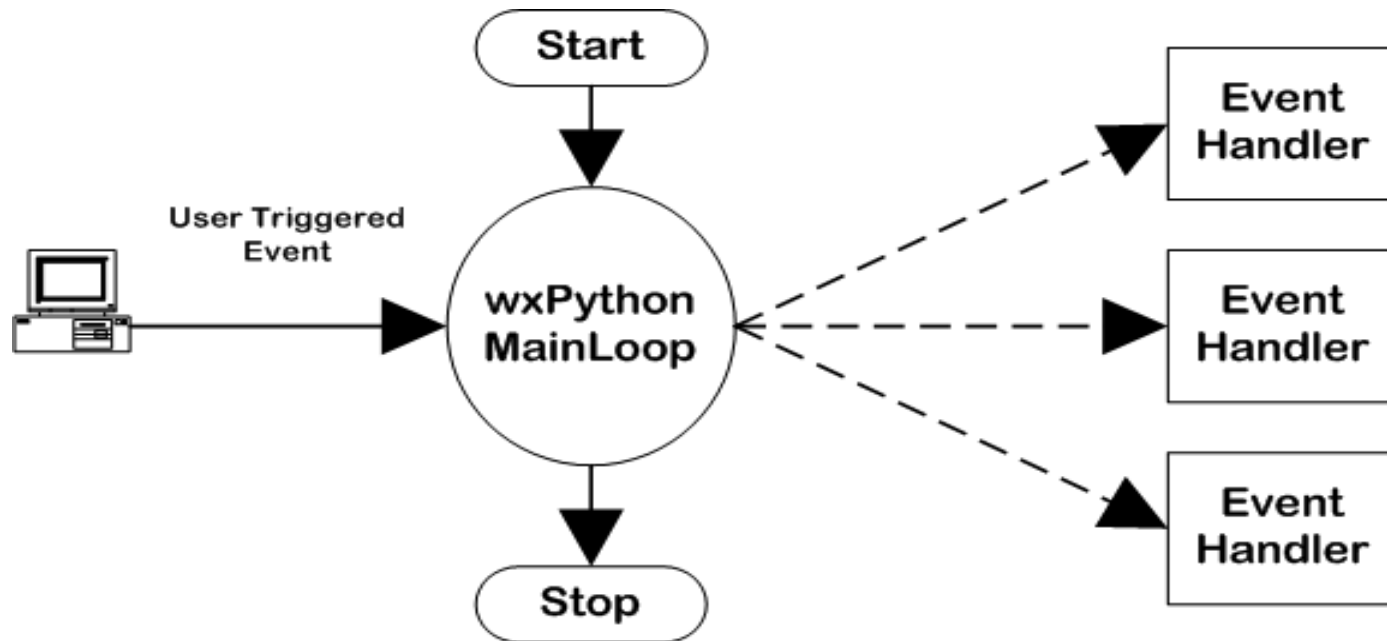 Start
User Triggered
Event
wxPython
MainLoop
Stop
Event
Handler
Event
Handler
Event
Handler